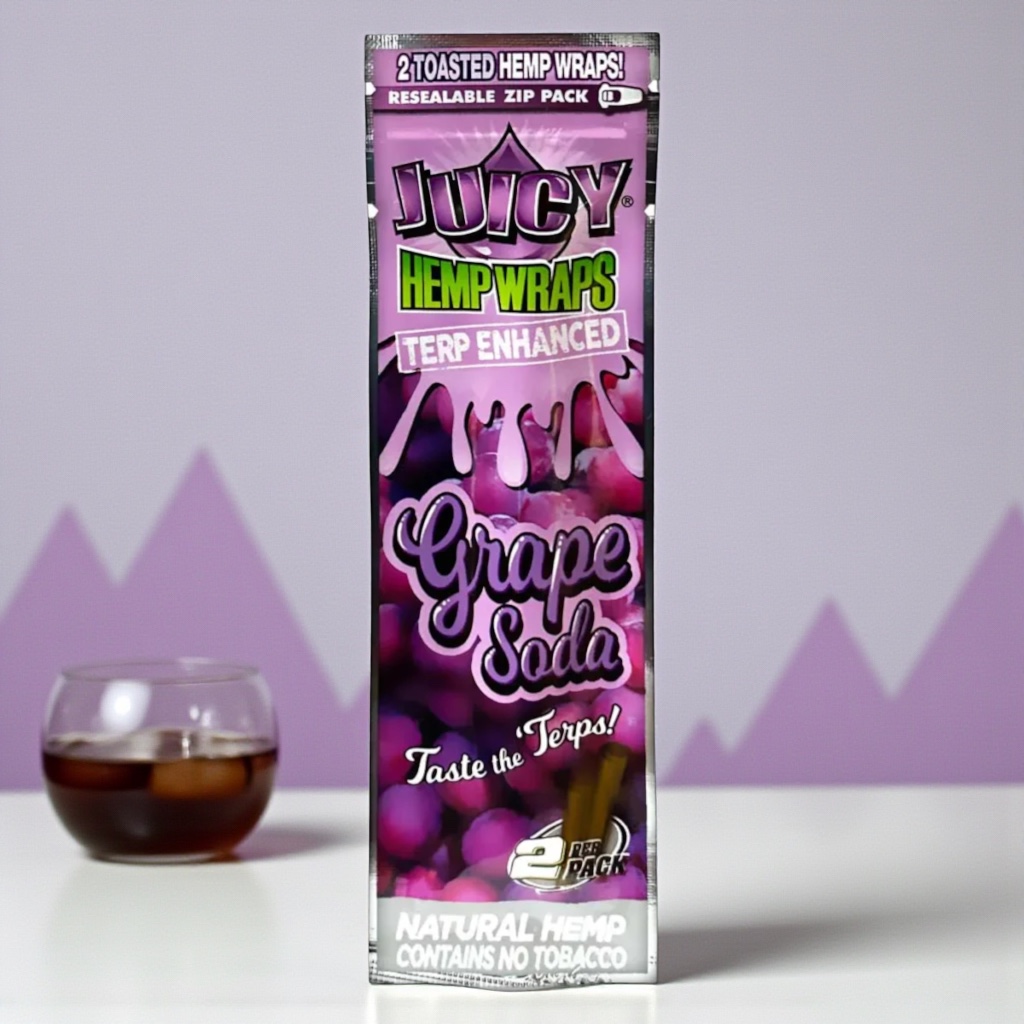 2 TOASTED HEMP WRAPS!
RESEALABLE ZIP PACK
JUICY®
HEMP WRAPS
TERP ENHANCED
Grape
Soda
Taste the 'Terps!
2 PER
PACK
NATURAL HEMP
CONTAINS NO TOBACCO